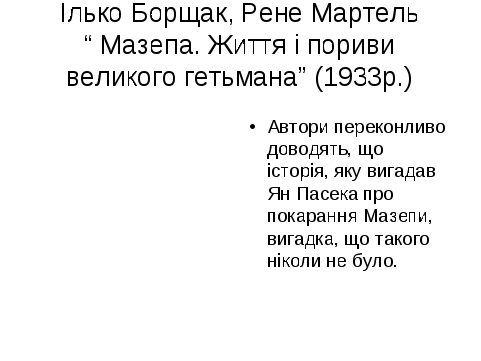 Ілько Борщак, Рене Мартель
“ Мазепа. Життя і пориви
великого гетьмана” (1933р.)
• Автори переконливо
доводять, що
історія, яку вигадав
Ян Пасека про
покарання Мазепи,
вигадка, що такого
ніколи не було.